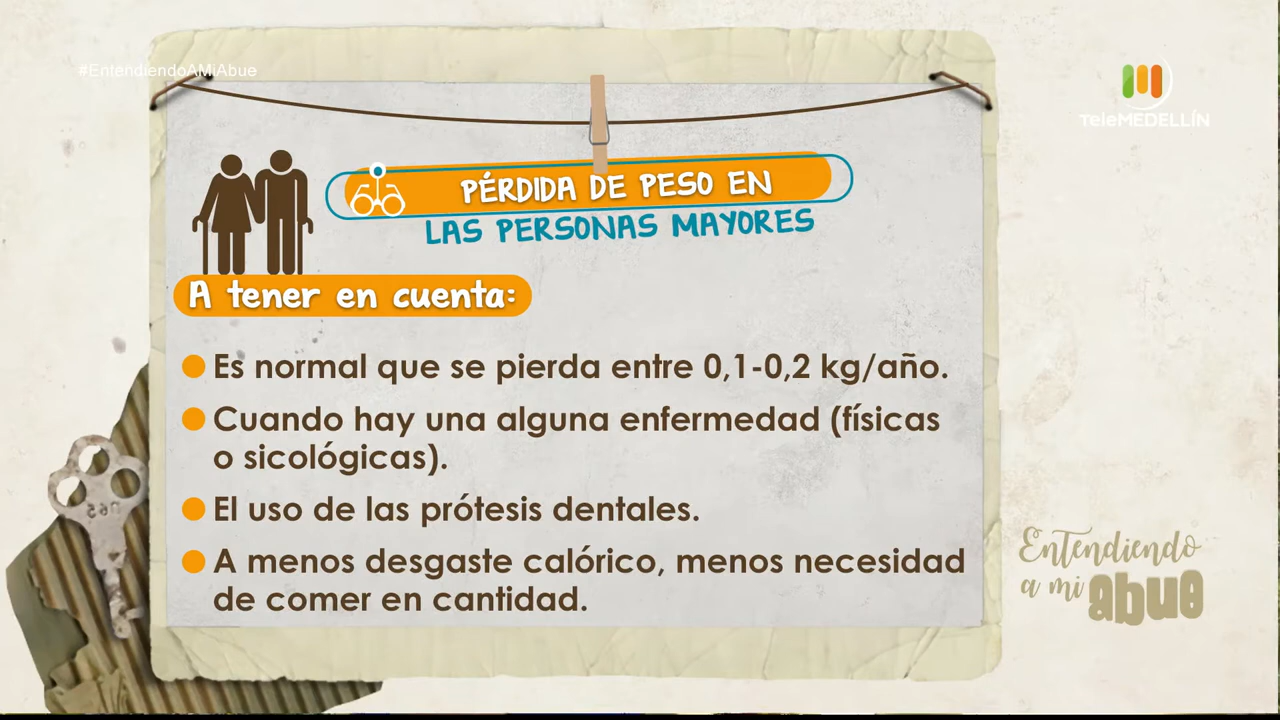 #EntendiendoAMiAbue
TeleMEDELLÍN
PÉRDIDA DE PESO EN
LAS PERSONAS MAYORES
A tener en cuenta:
Es normal que se pierda entre 0,1-0,2 kg/año.
Cuando hay una alguna enfermedad (físicas
o sicológicas).
El uso de las prótesis dentales.
A menos desgaste calórico, menos necesidad
de comer en cantidad.
Entendiendo
a mi abue